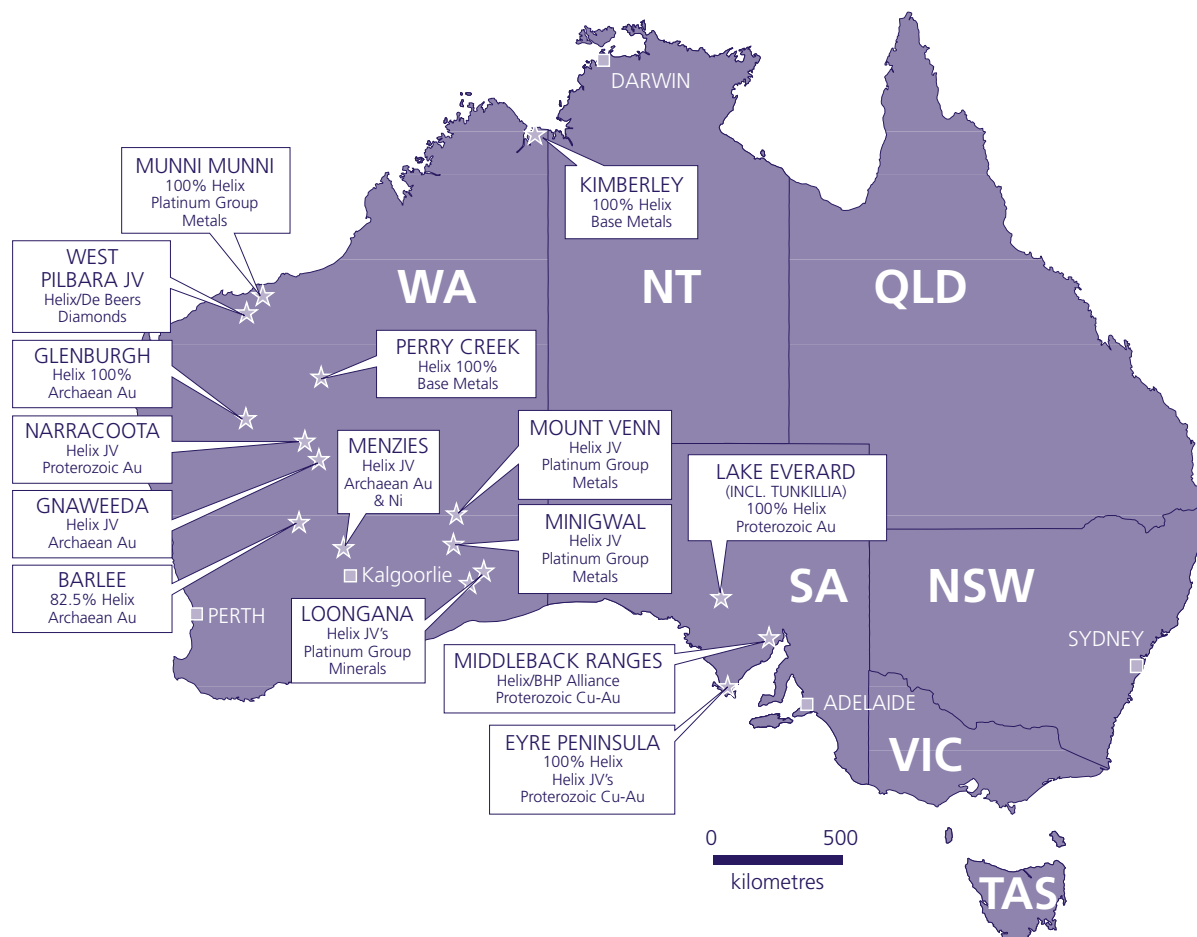 DARWIN
MUNNI MUNNI
100% Helix
Platinum Group
Metals
KIMBERLEY
100% Helix
Base Metals
WEST
PILBARA JV
Helix/De Beers
Diamonds
WA
NT
QLD
GLENBURGH
Helix 100%
Archaean Au
PERRY CREEK
Helix 100%
Base Metals
NARRACOOTA
Helix JV
Proterozoic Au
MENZIES
Helix JV
Archaean Au
& Ni
MOUNT VENN
Helix JV
Platinum Group
Metals
LAKE EVERARD
(INCL. TUNKILLIA)
100% Helix
Proterozoic Au
GNAWEEDA
Helix JV
Archaean Au
MINIGWAL
Helix JV
Platinum Group
Metals
BARLEE
82.5% Helix
Archaean Au
Kalgoorlie
PERTH
LOONGANA
Helix JV's
Platinum Group
Minerals
SA
NSW
SYDNEY
MIDDLEBACK RANGES
Helix/BHP Alliance
Proterozoic Cu-Au
ADELAIDE
EYRE PENINSULA
100% Helix
Helix JV's
Proterozoic Cu-Au
VIC
0 500
kilometres
TAS